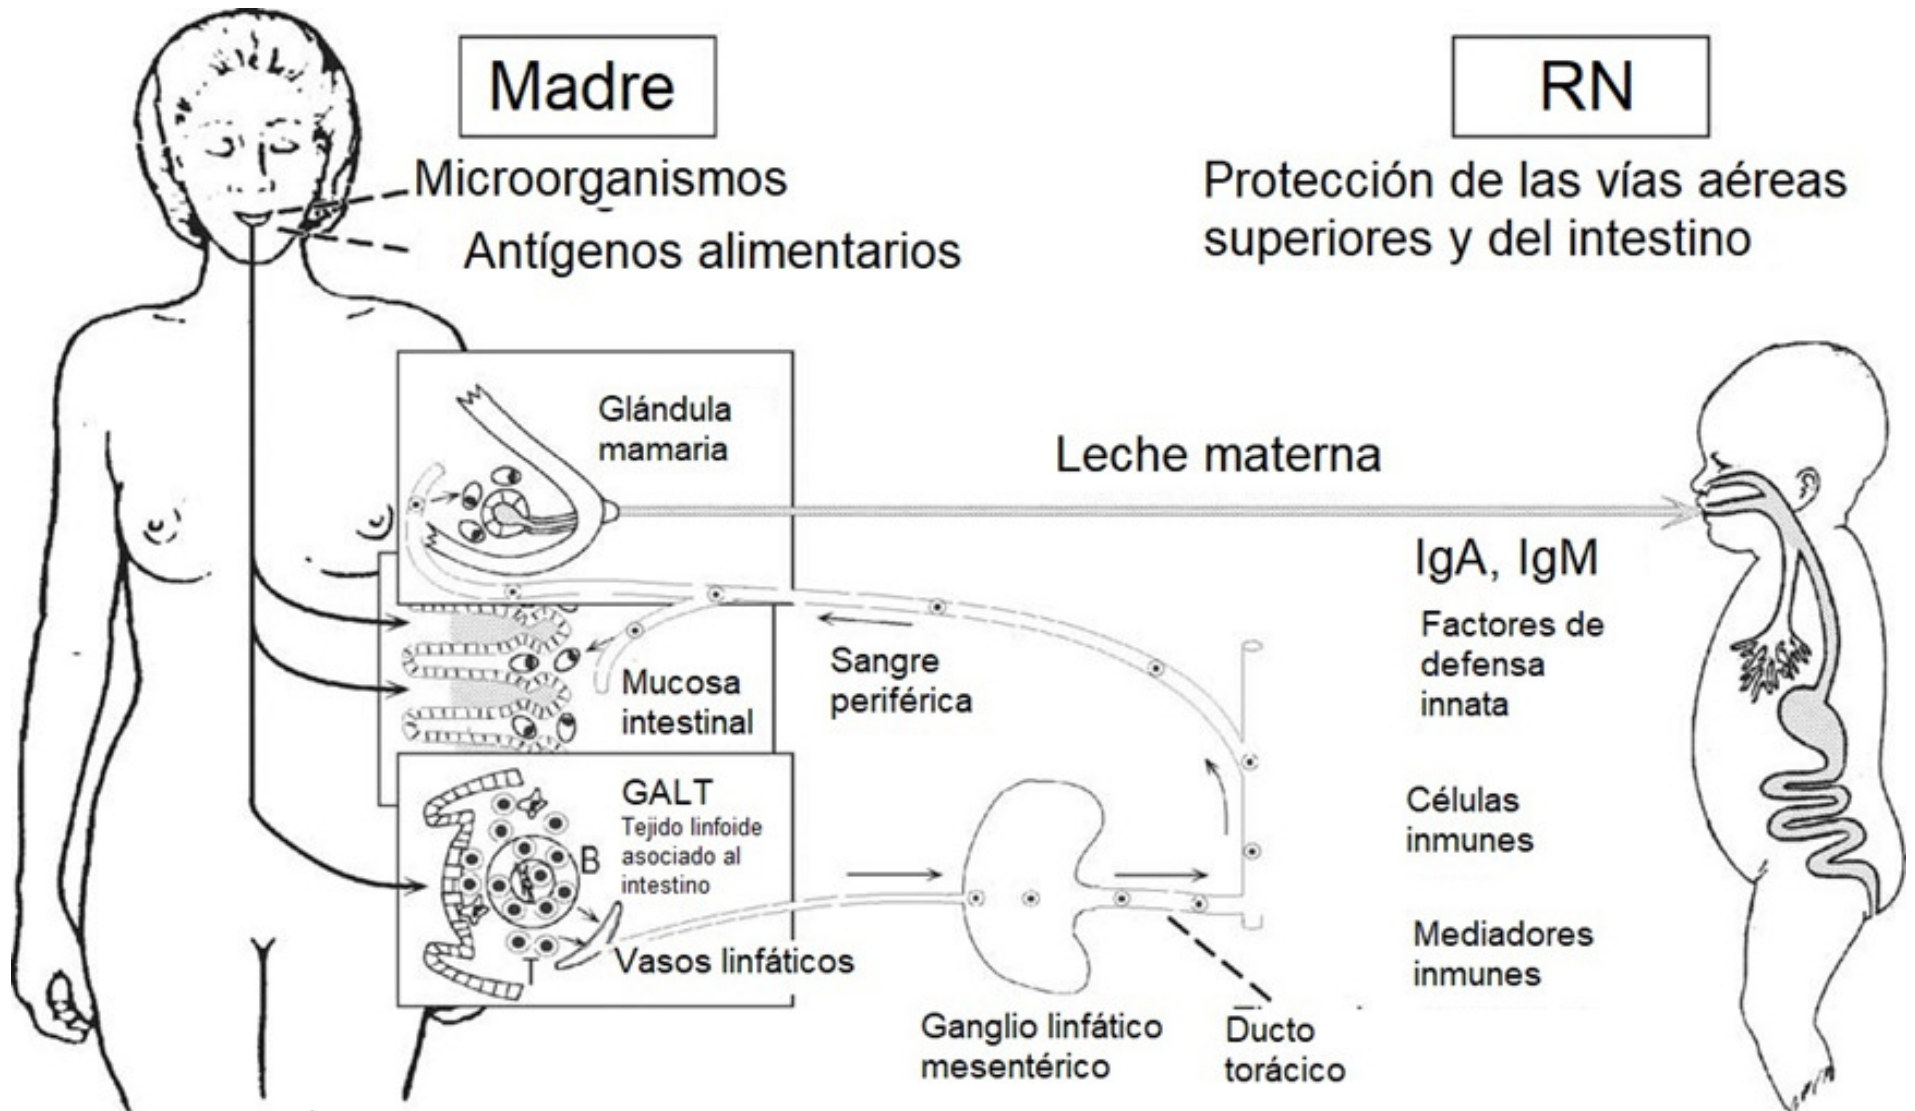 Madre
RN
Microorganismos
Antígenos alimentarios
Protección de las vías aéreas
superiores y del intestino
Glándula
mamaria
Leche materna
IgA, IgM
Factores de
defensa
innata
Sangre
periférica
Mucosa
intestinal
GALT
Tejido linfoide
asociado al
intestino
B
T
Vasos linfáticos
Células
inmunes
Mediadores
inmunes
Ganglio linfático
mesentérico
Ducto
torácico